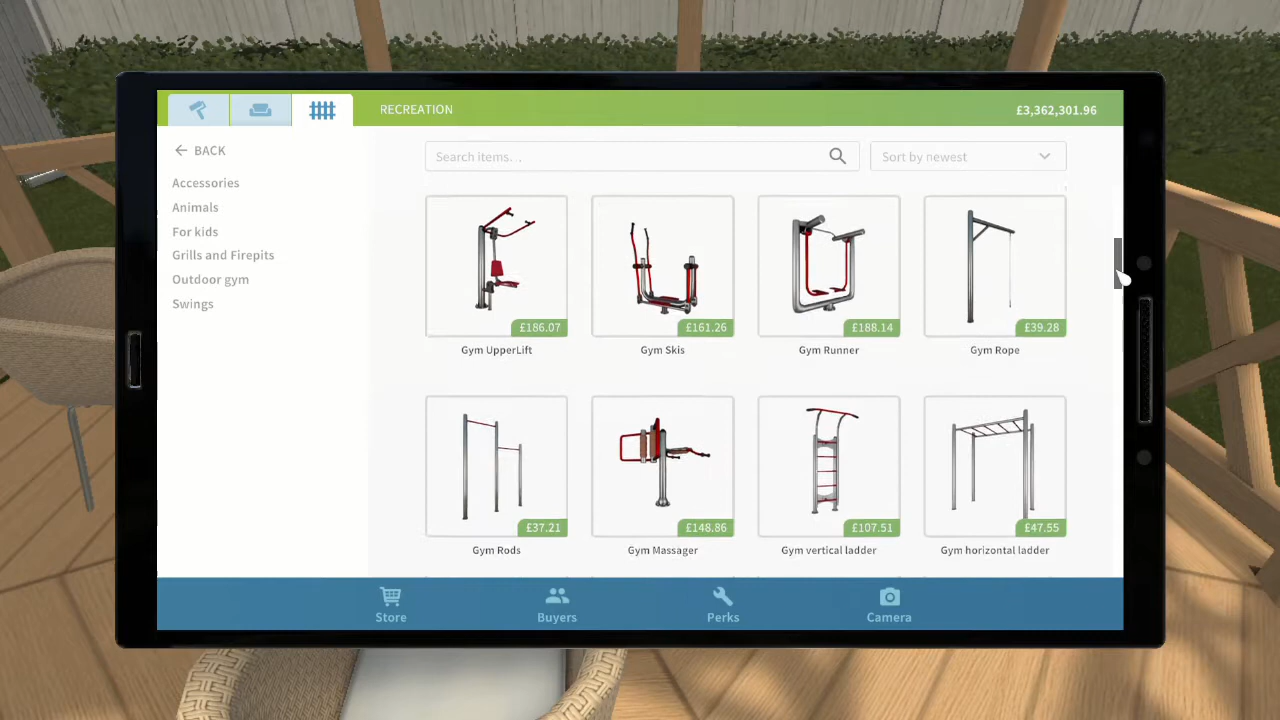 RECREATION
£3,362,301.96
BACK
Search items...
Sort by newest
Accessories
Animals
For kids
Grills and Firepits
Outdoor gym
Swings
£186.07
£161.26
£188.14
£39.28
Gym UpperLift
Gym Skis
Gym Runner
Gym Rope
£37.21
£148.86
£107.51
£47.55
Gym Rods
Gym Massager
Gym vertical ladder
Gym horizontal ladder
Store
Buyers
Perks
Camera